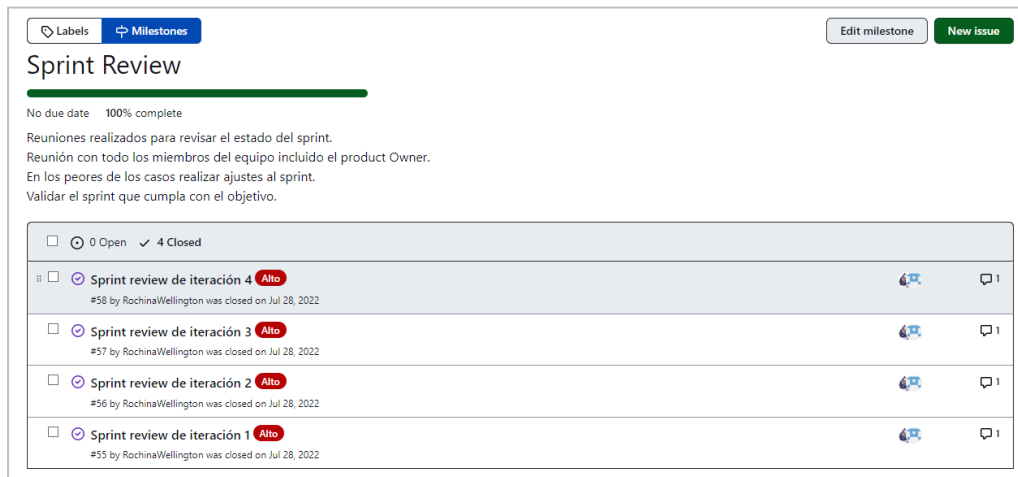 Labels Milestones Edit milestone New issue
Sprint Review
No due date 100% complete
Reuniones realizados para revisar el estado del sprint.
Reunión con todo los miembros del equipo incluido el product Owner.
En los peores de los casos realizar ajustes al sprint.
Validar el sprint que cumpla con el objetivo.
0 Open 4 Closed
Sprint review de iteración 4 Alto 1
#58 by RochinaWellington was closed on Jul 28, 2022
Sprint review de iteración 3 Alto 1
#57 by RochinaWellington was closed on Jul 28, 2022
Sprint review de iteración 2 Alto 1
#56 by RochinaWellington was closed on Jul 28, 2022
Sprint review de iteración 1 Alto 1
#55 by RochinaWellington was closed on Jul 28, 2022